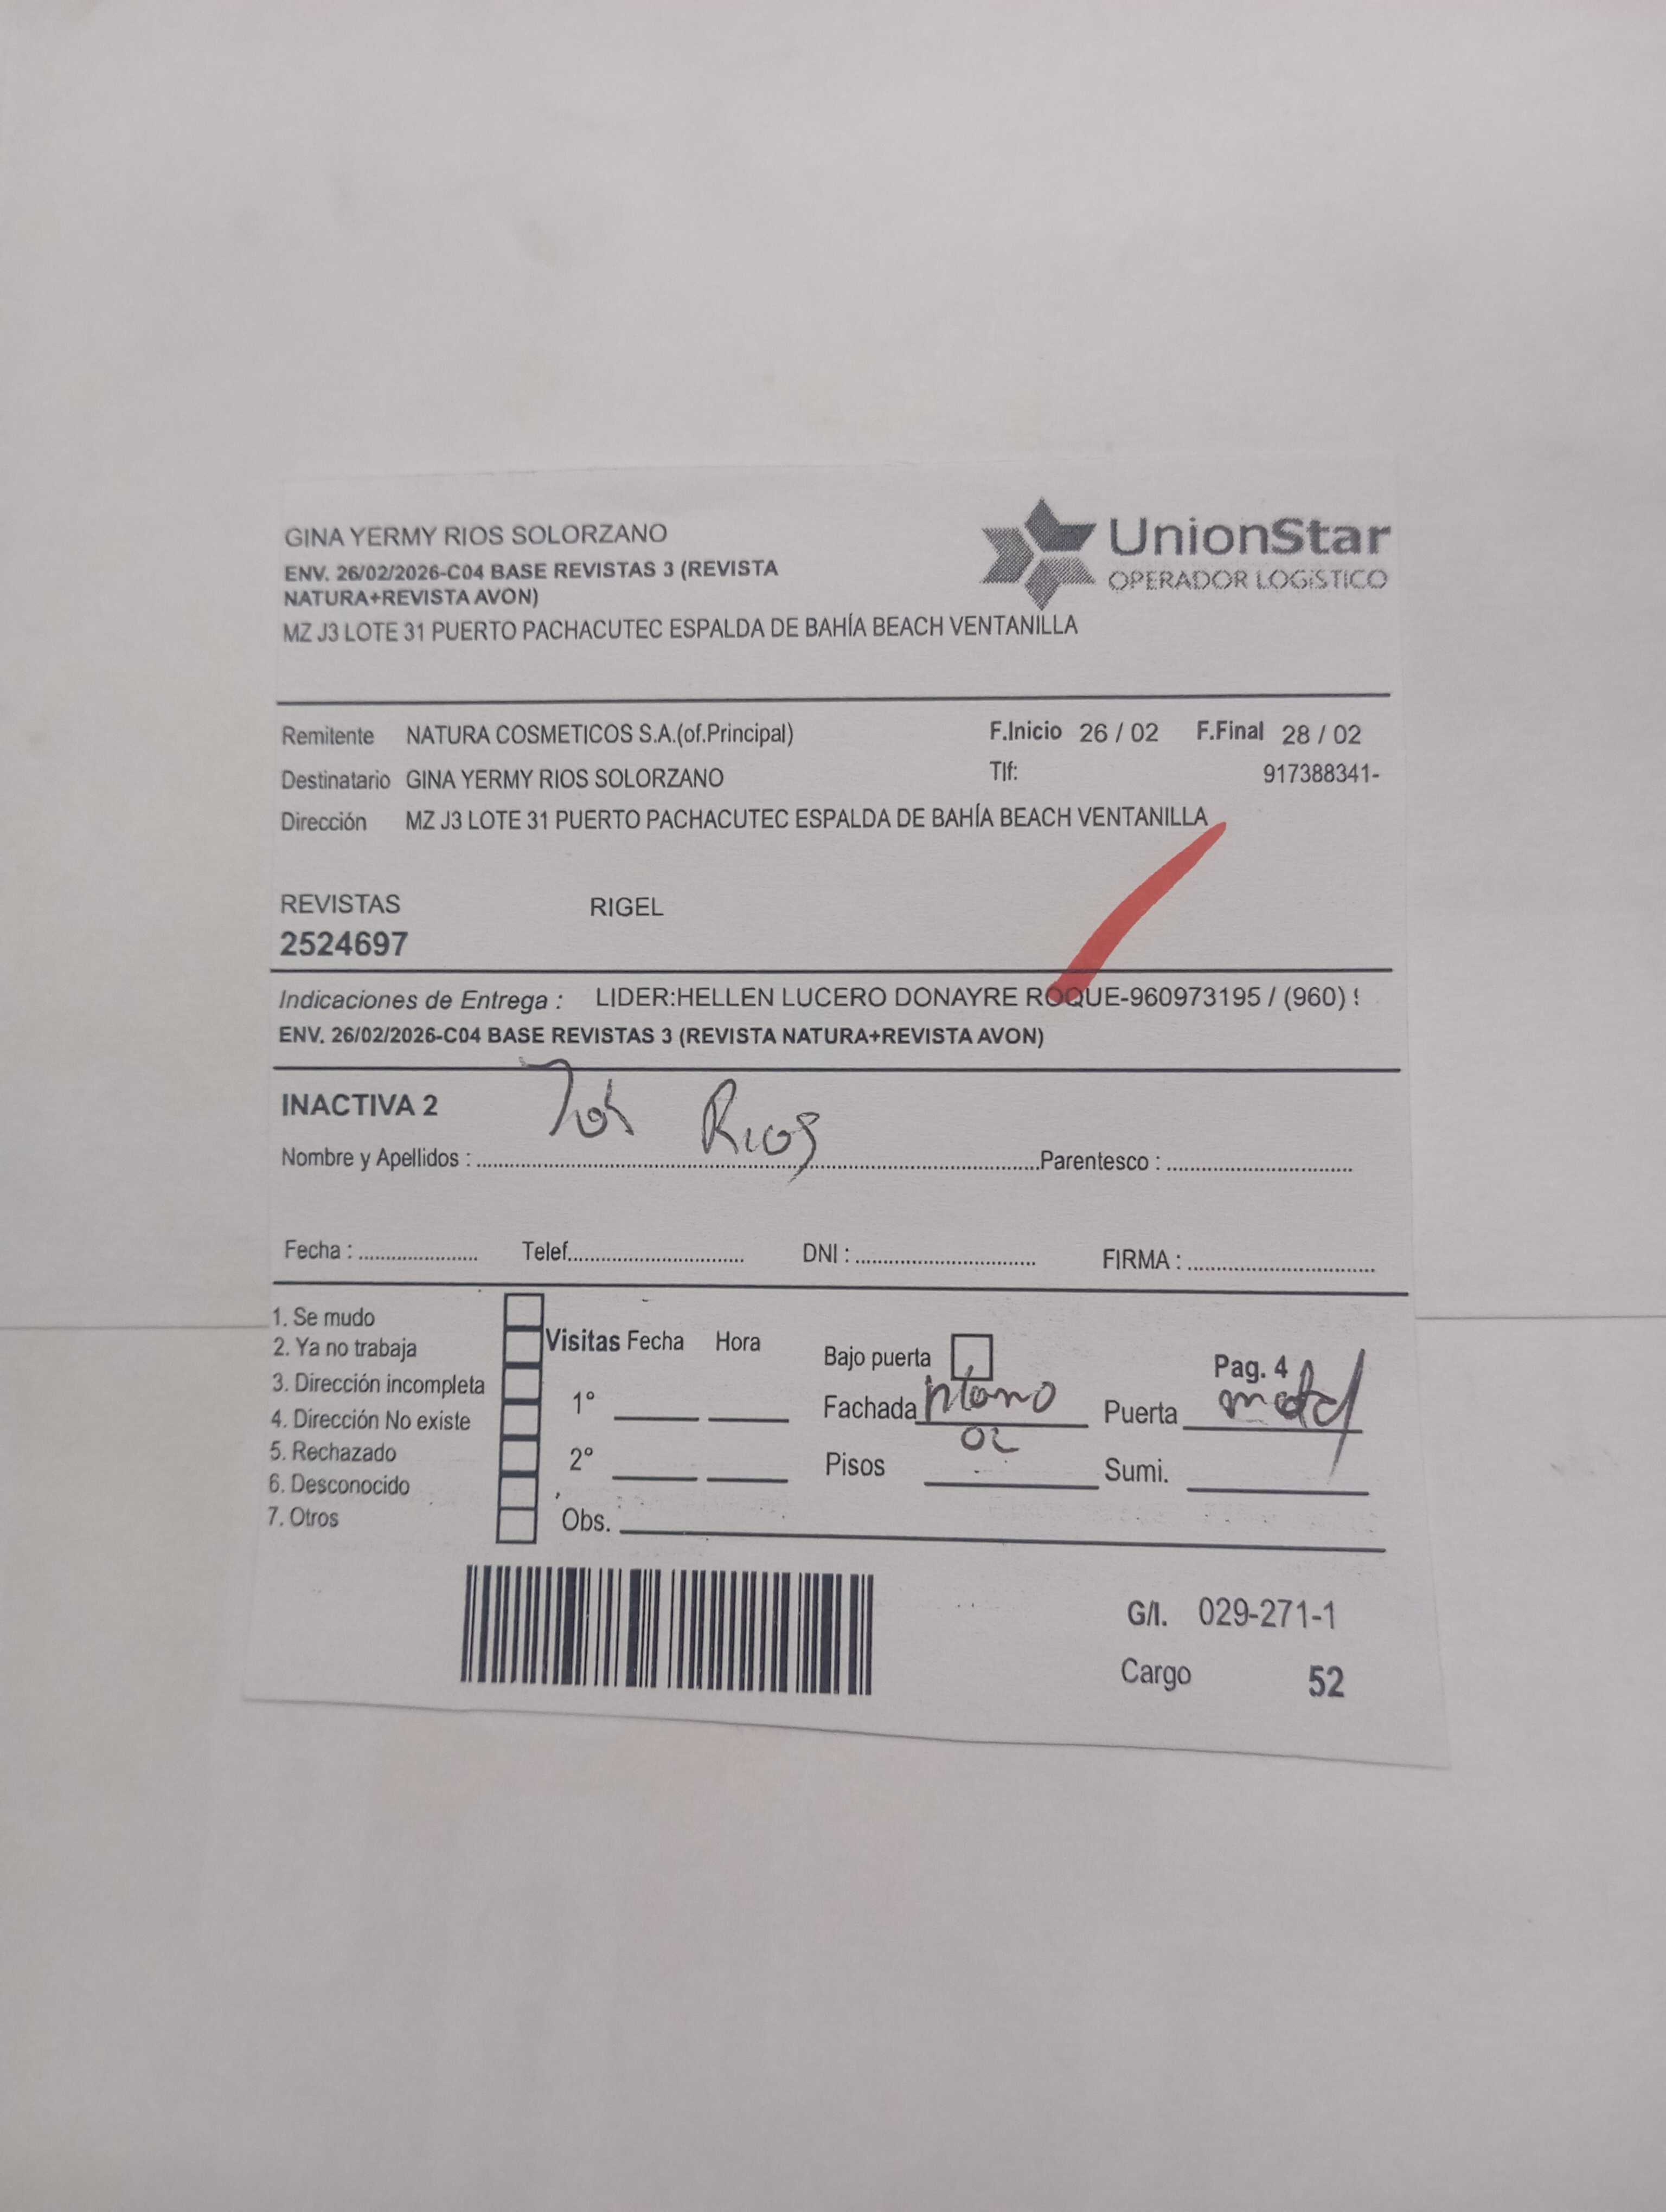 GINA YERMY RIOS SOLORZANO
ENV. 26/02/2026-C04 BASE REVISTAS 3 (REVISTA
NATURA+REVISTA AVON)
MZ J3 LOTE 31 PUERTO PACHACUTEC ESPALDA DE BAHÍA BEACH VENTANILLA
UnionStar
OPERADOR LOGÍSTICO
Remitente NATURA COSMETICOS S.A.(of.Principal) F.Inicio 26 / 02 F.Final 28 / 02
Destinatario GINA YERMY RIOS SOLORZANO Tlf: 917388341-
Dirección MZ J3 LOTE 31 PUERTO PACHACUTEC ESPALDA DE BAHÍA BEACH VENTANILLA
REVISTAS RIGEL
2524697
Indicaciones de Entrega : LIDER:HELLEN LUCERO DONAYRE ROQUE-960973195 / (960)
ENV. 26/02/2026-C04 BASE REVISTAS 3 (REVISTA NATURA+REVISTA AVON)
INACTIVA 2
Nombre y Apellidos : Rios Parentesco :
Fecha : Telef. DNI : FIRMA :
1. Se mudo
2. Ya no trabaja
3. Dirección incompleta
4. Dirección No existe
5. Rechazado
6. Desconocido
7. Otros
Visitas Fecha Hora
1°
2°
Obs.
Bajo puerta Pag. 4
Fachada Puerta
Pisos 02 Sumi.
G/I. 029-271-1
Cargo 52